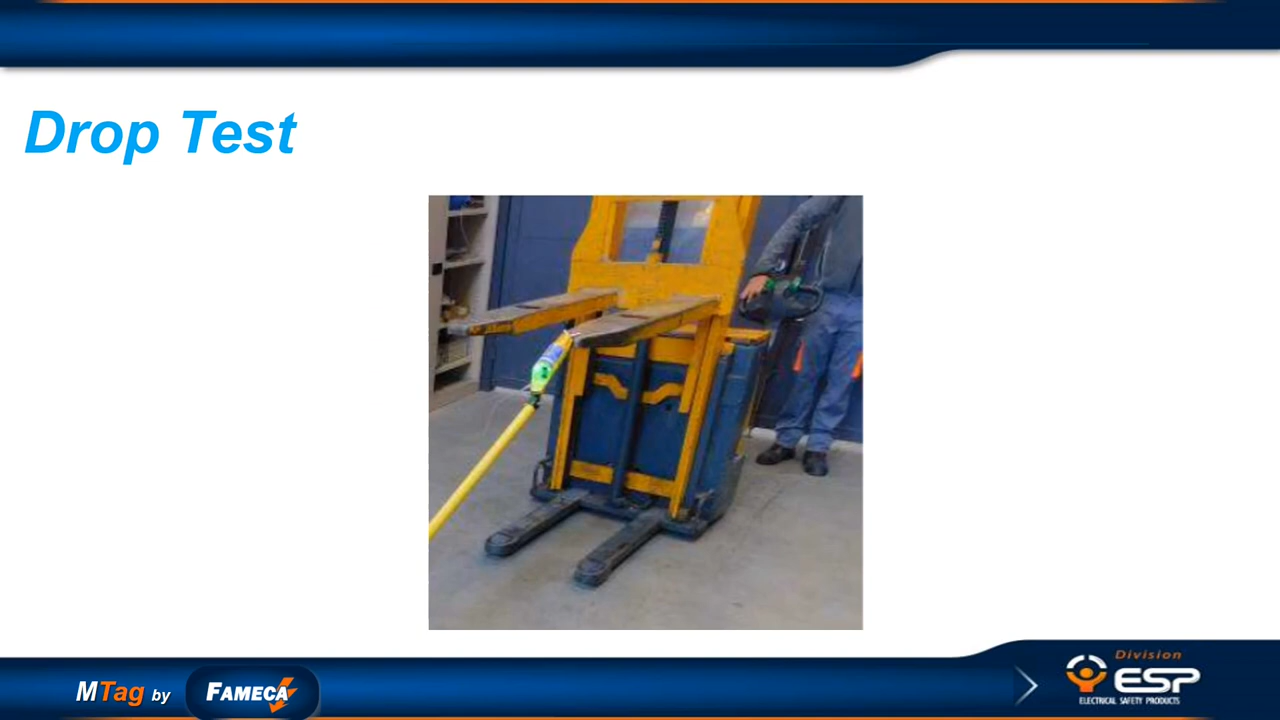 Drop Test
MTag by FAMECA
Division
ESP
ELECTRICAL SAFETY PRODUCTS